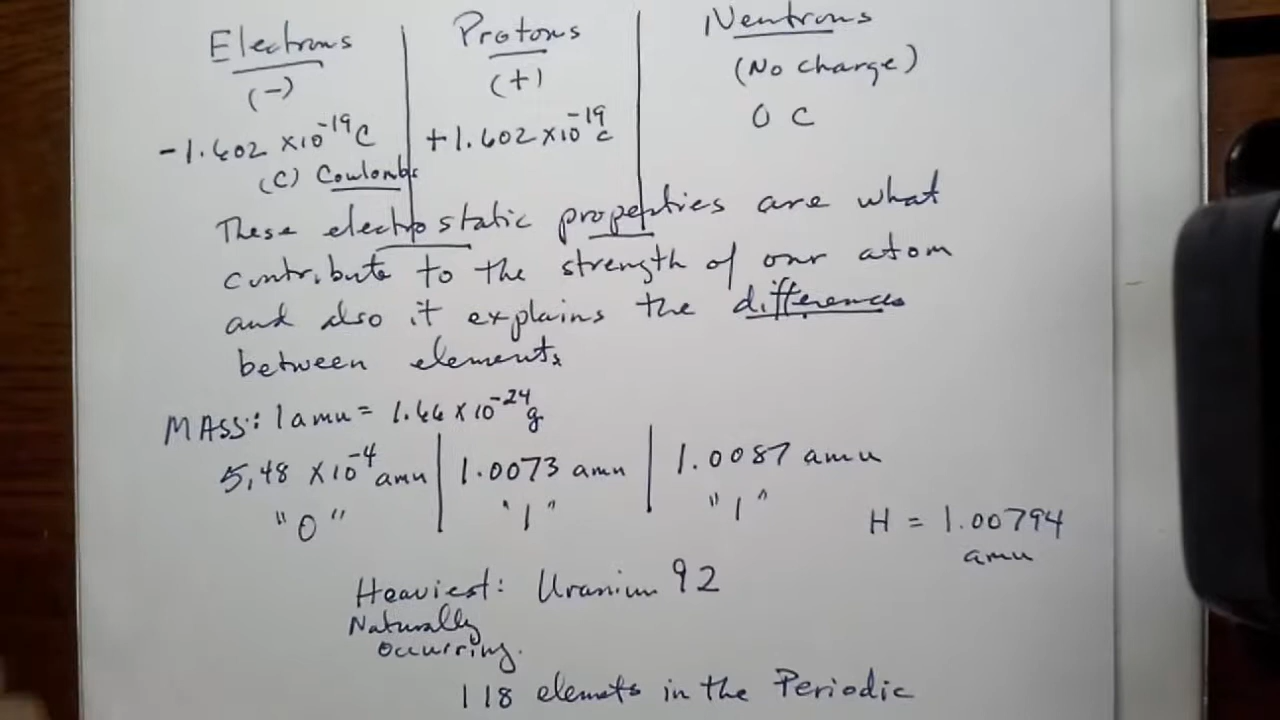 Electrons | Protons | Neutrons
(-) (+) (No charge)
-1.602 ×10⁻¹⁹ C +1.602 ×10⁻¹⁹ C 0 C
(C) Coulombs
These electrostatic properties are what
contribute to the strength of our atom
and also it explains the differences
between elements
MASS: 1 amu = 1.66 × 10⁻²⁴ g
5.48 ×10⁻⁴ amu | 1.0073 amu | 1.0087 amu
"0" "1" "1"
H = 1.00794
amu
Heaviest: Uranium 92
Naturally
occurring.
118 elemets in the Periodic